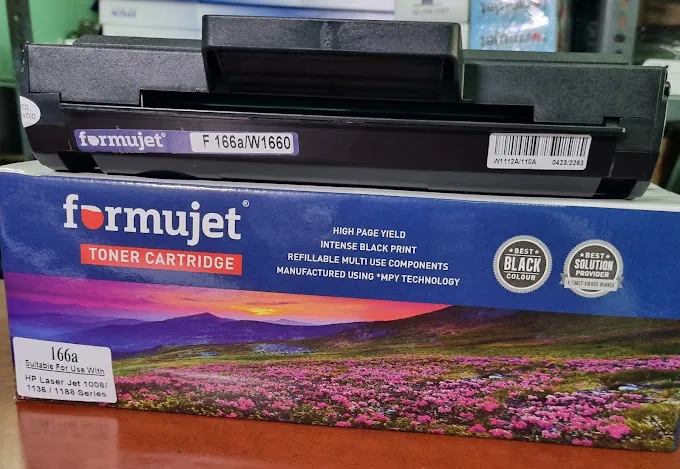 VOID
formujet®
F 166a/W1660
W1112A/110A 0423/2263
formujet®
TONER CARTRIDGE
HIGH PAGE YIELD
INTENSE BLACK PRINT
REFILLABLE MULTI USE COMPONENTS
MANUFACTURED USING *MPY TECHNOLOGY
BEST
BLACK
COLOUR
BEST
SOLUTION
PROVIDER
166a
Suitable For Use With
HP Laser Jet 1008/
1136 / 1188 Series